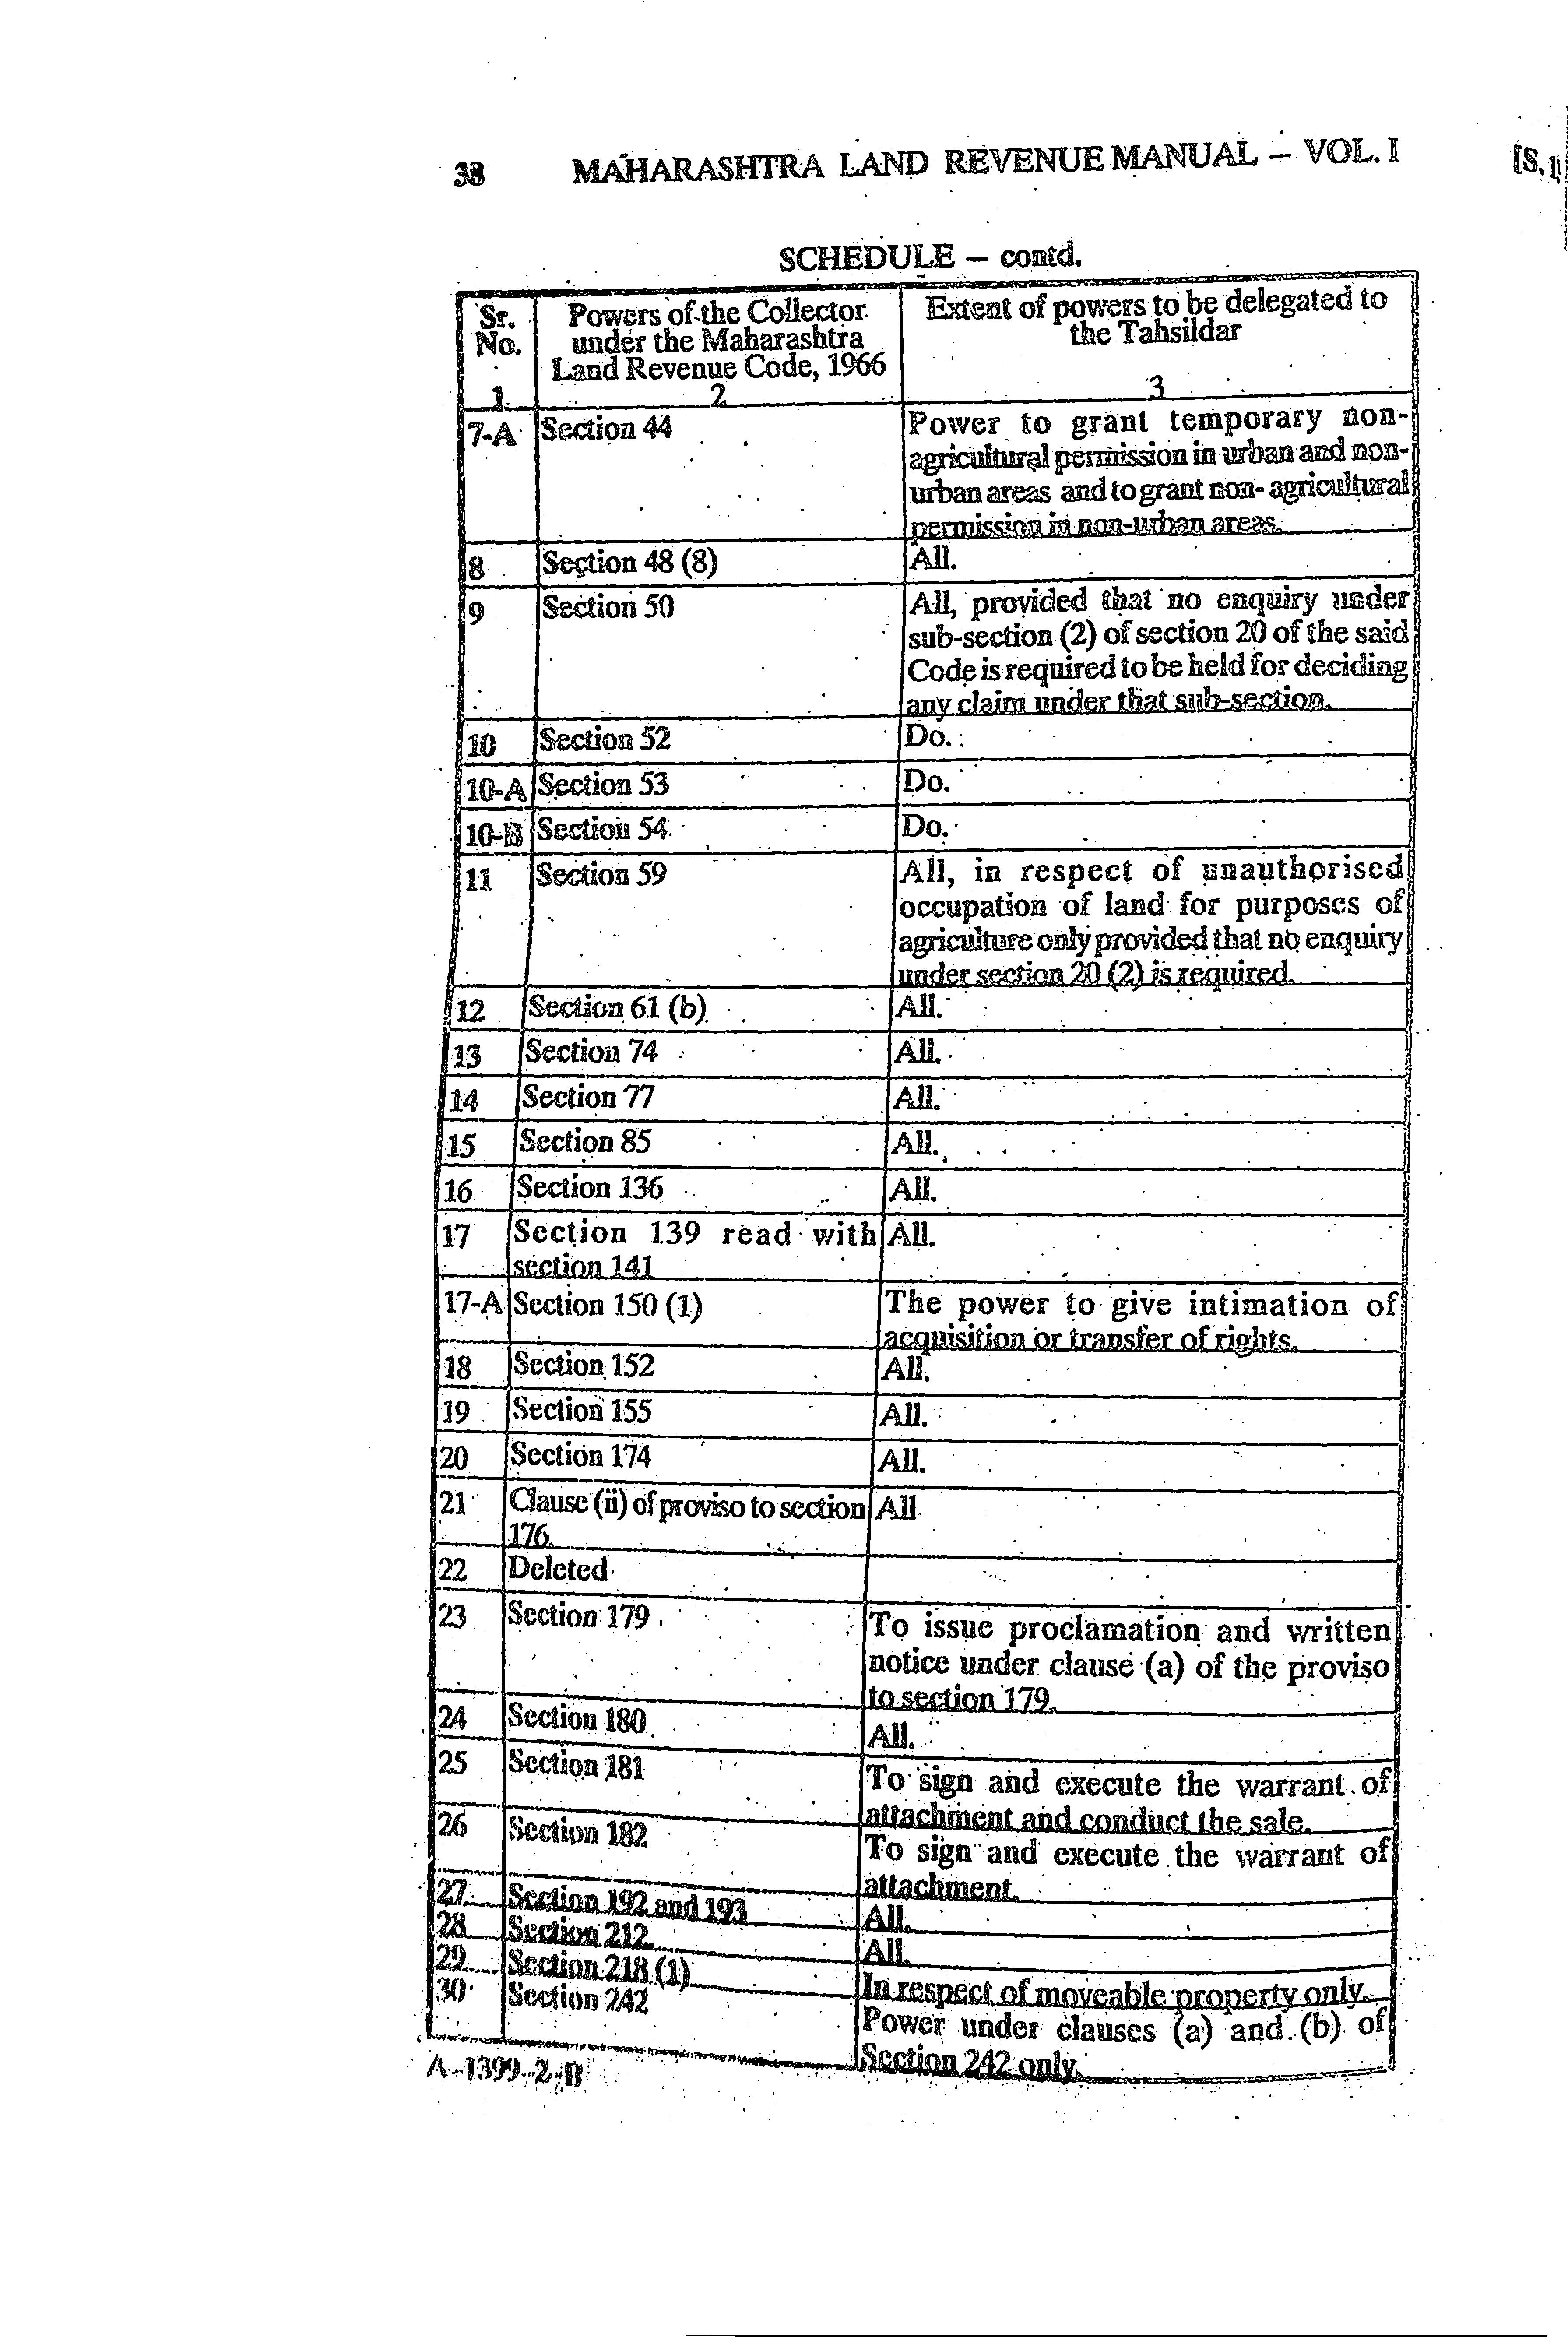 38 MAHARASHTRA LAND REVENUE MANUAL – VOL. I [S. 1
SCHEDULE – contd.
Sr. No. Powers of the Collector under the Maharashtra Land Revenue Code, 1966 Extent of powers to be delegated to the Tahsildar
1 2 3
7-A Section 44 Power to grant temporary non-
agricultural permission in urban and non-
urban areas and to grant non-agricultural
permission in non-urban areas.
8 Section 48 (8) All.
9 Section 50 All, provided that no enquiry under
sub-section (2) of section 20 of the said
Code is required to be held for deciding
any claim under that sub-section.
10 Section 52 Do.
10-A Section 53 Do.
10-B Section 54 Do.
11 Section 59 All, in respect of unauthorised
occupation of land for purposes of
agriculture only provided that no enquiry
under section 20 (2) is required.
12 Section 61 (b) All.
13 Section 74 All.
14 Section 77 All.
15 Section 85 All.
16 Section 136 All.
17 Section 139 read with All.
section 141
17-A Section 150 (1) The power to give intimation of
acquisition or transfer of rights.
18 Section 152 All.
19 Section 155 All.
20 Section 174 All.
21 Clause (ii) of proviso to section All
176.
22 Deleted
23 Section 179 To issue proclamation and written
notice under clause (a) of the proviso
to section 179.
24 Section 180 All.
25 Section 181 To sign and execute the warrant of
attachment and conduct the sale.
26 Section 182 To sign and execute the warrant of
attachment.
27 Section 192 and 193 All.
28 Section 212 All.
29 Section 218 (1) In respect of moveable property only.
30 Section 242 Power under clauses (a) and (b) of
Section 242 only.
A-1399-2-B